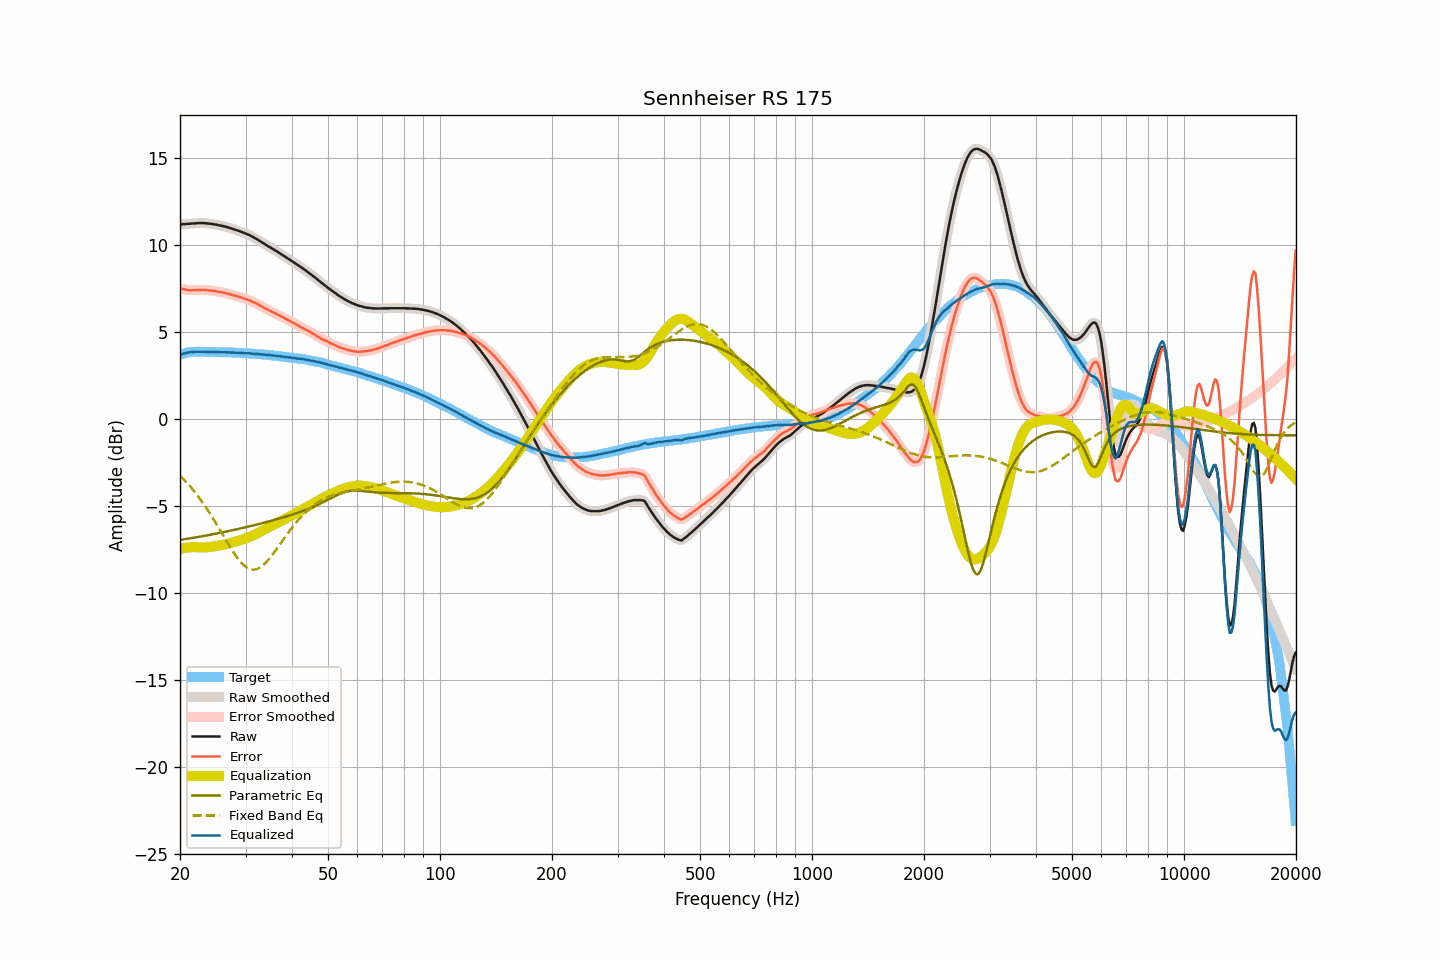 Sennheiser RS 175
Amplitude (dBr)
15
10
5
0
−5
−10
−15
−20
−25
Target
Raw Smoothed
Error Smoothed
Raw
Error
Equalization
Parametric Eq
Fixed Band Eq
Equalized
20 50 100 200 500 1000 2000 5000 10000 20000
Frequency (Hz)